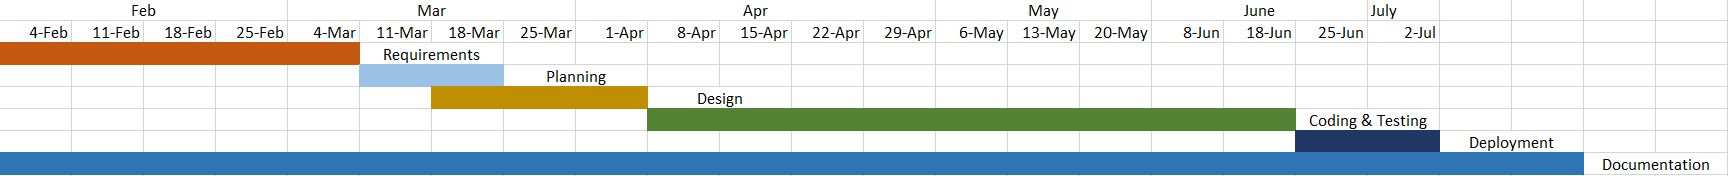 Feb Mar Apr May June July
4-Feb 11-Feb 18-Feb 25-Feb 4-Mar 11-Mar 18-Mar 25-Mar 1-Apr 8-Apr 15-Apr 22-Apr 29-Apr 6-May 13-May 20-May 8-Jun 18-Jun 25-Jun 2-Jul
Requirements
Planning
Design
Coding & Testing
Deployment
Documentation